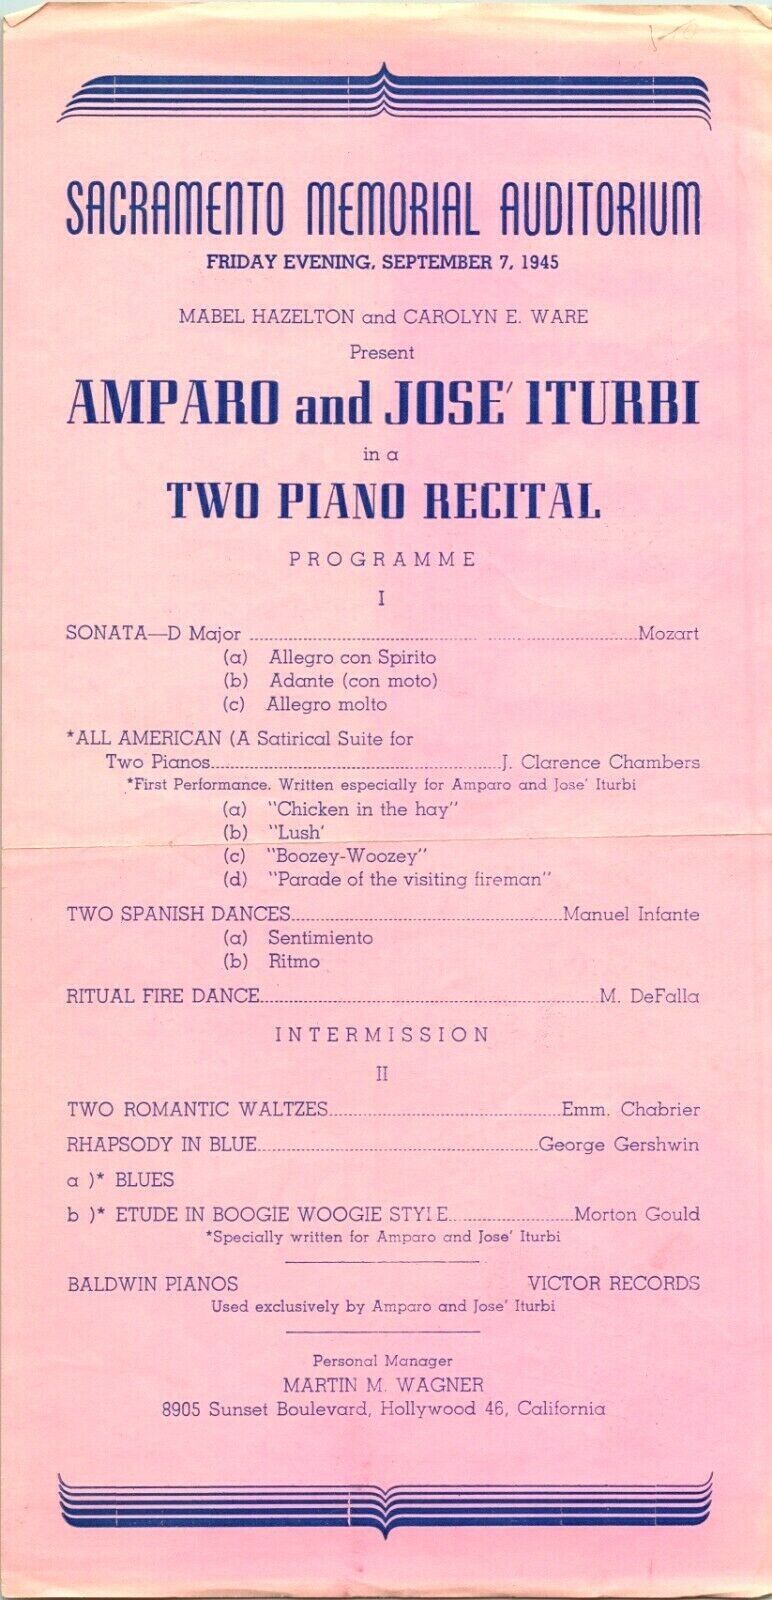 SACRAMENTO MEMORIAL AUDITORIUM
FRIDAY EVENING, SEPTEMBER 7, 1945
MABEL HAZELTON and CAROLYN E. WARE
Present
AMPARO and JOSE' ITURBI
in a
TWO PIANO RECITAL
PROGRAMME
I
SONATA—D Major ........ Mozart
(a) Allegro con Spirito
(b) Adante (con moto)
(c) Allegro molto
*ALL AMERICAN (A Satirical Suite for
Two Pianos........J. Clarence Chambers
*First Performance. Written especially for Amparo and Jose' Iturbi
(a) "Chicken in the hay"
(b) "Lush'
(c) "Boozey-Woozey"
(d) "Parade of the visiting fireman"
TWO SPANISH DANCES........Manuel Infante
(a) Sentimiento
(b) Ritmo
RITUAL FIRE DANCE........M. DeFalla
INTERMISSION
II
TWO ROMANTIC WALTZES........Emm. Chabrier
RHAPSODY IN BLUE........George Gershwin
a )* BLUES
b )* ETUDE IN BOOGIE WOOGIE STYLE........Morton Gould
*Specially written for Amparo and Jose' Iturbi
BALDWIN PIANOS VICTOR RECORDS
Used exclusively by Amparo and Jose' Iturbi
Personal Manager
MARTIN M. WAGNER
8905 Sunset Boulevard, Hollywood 46, California